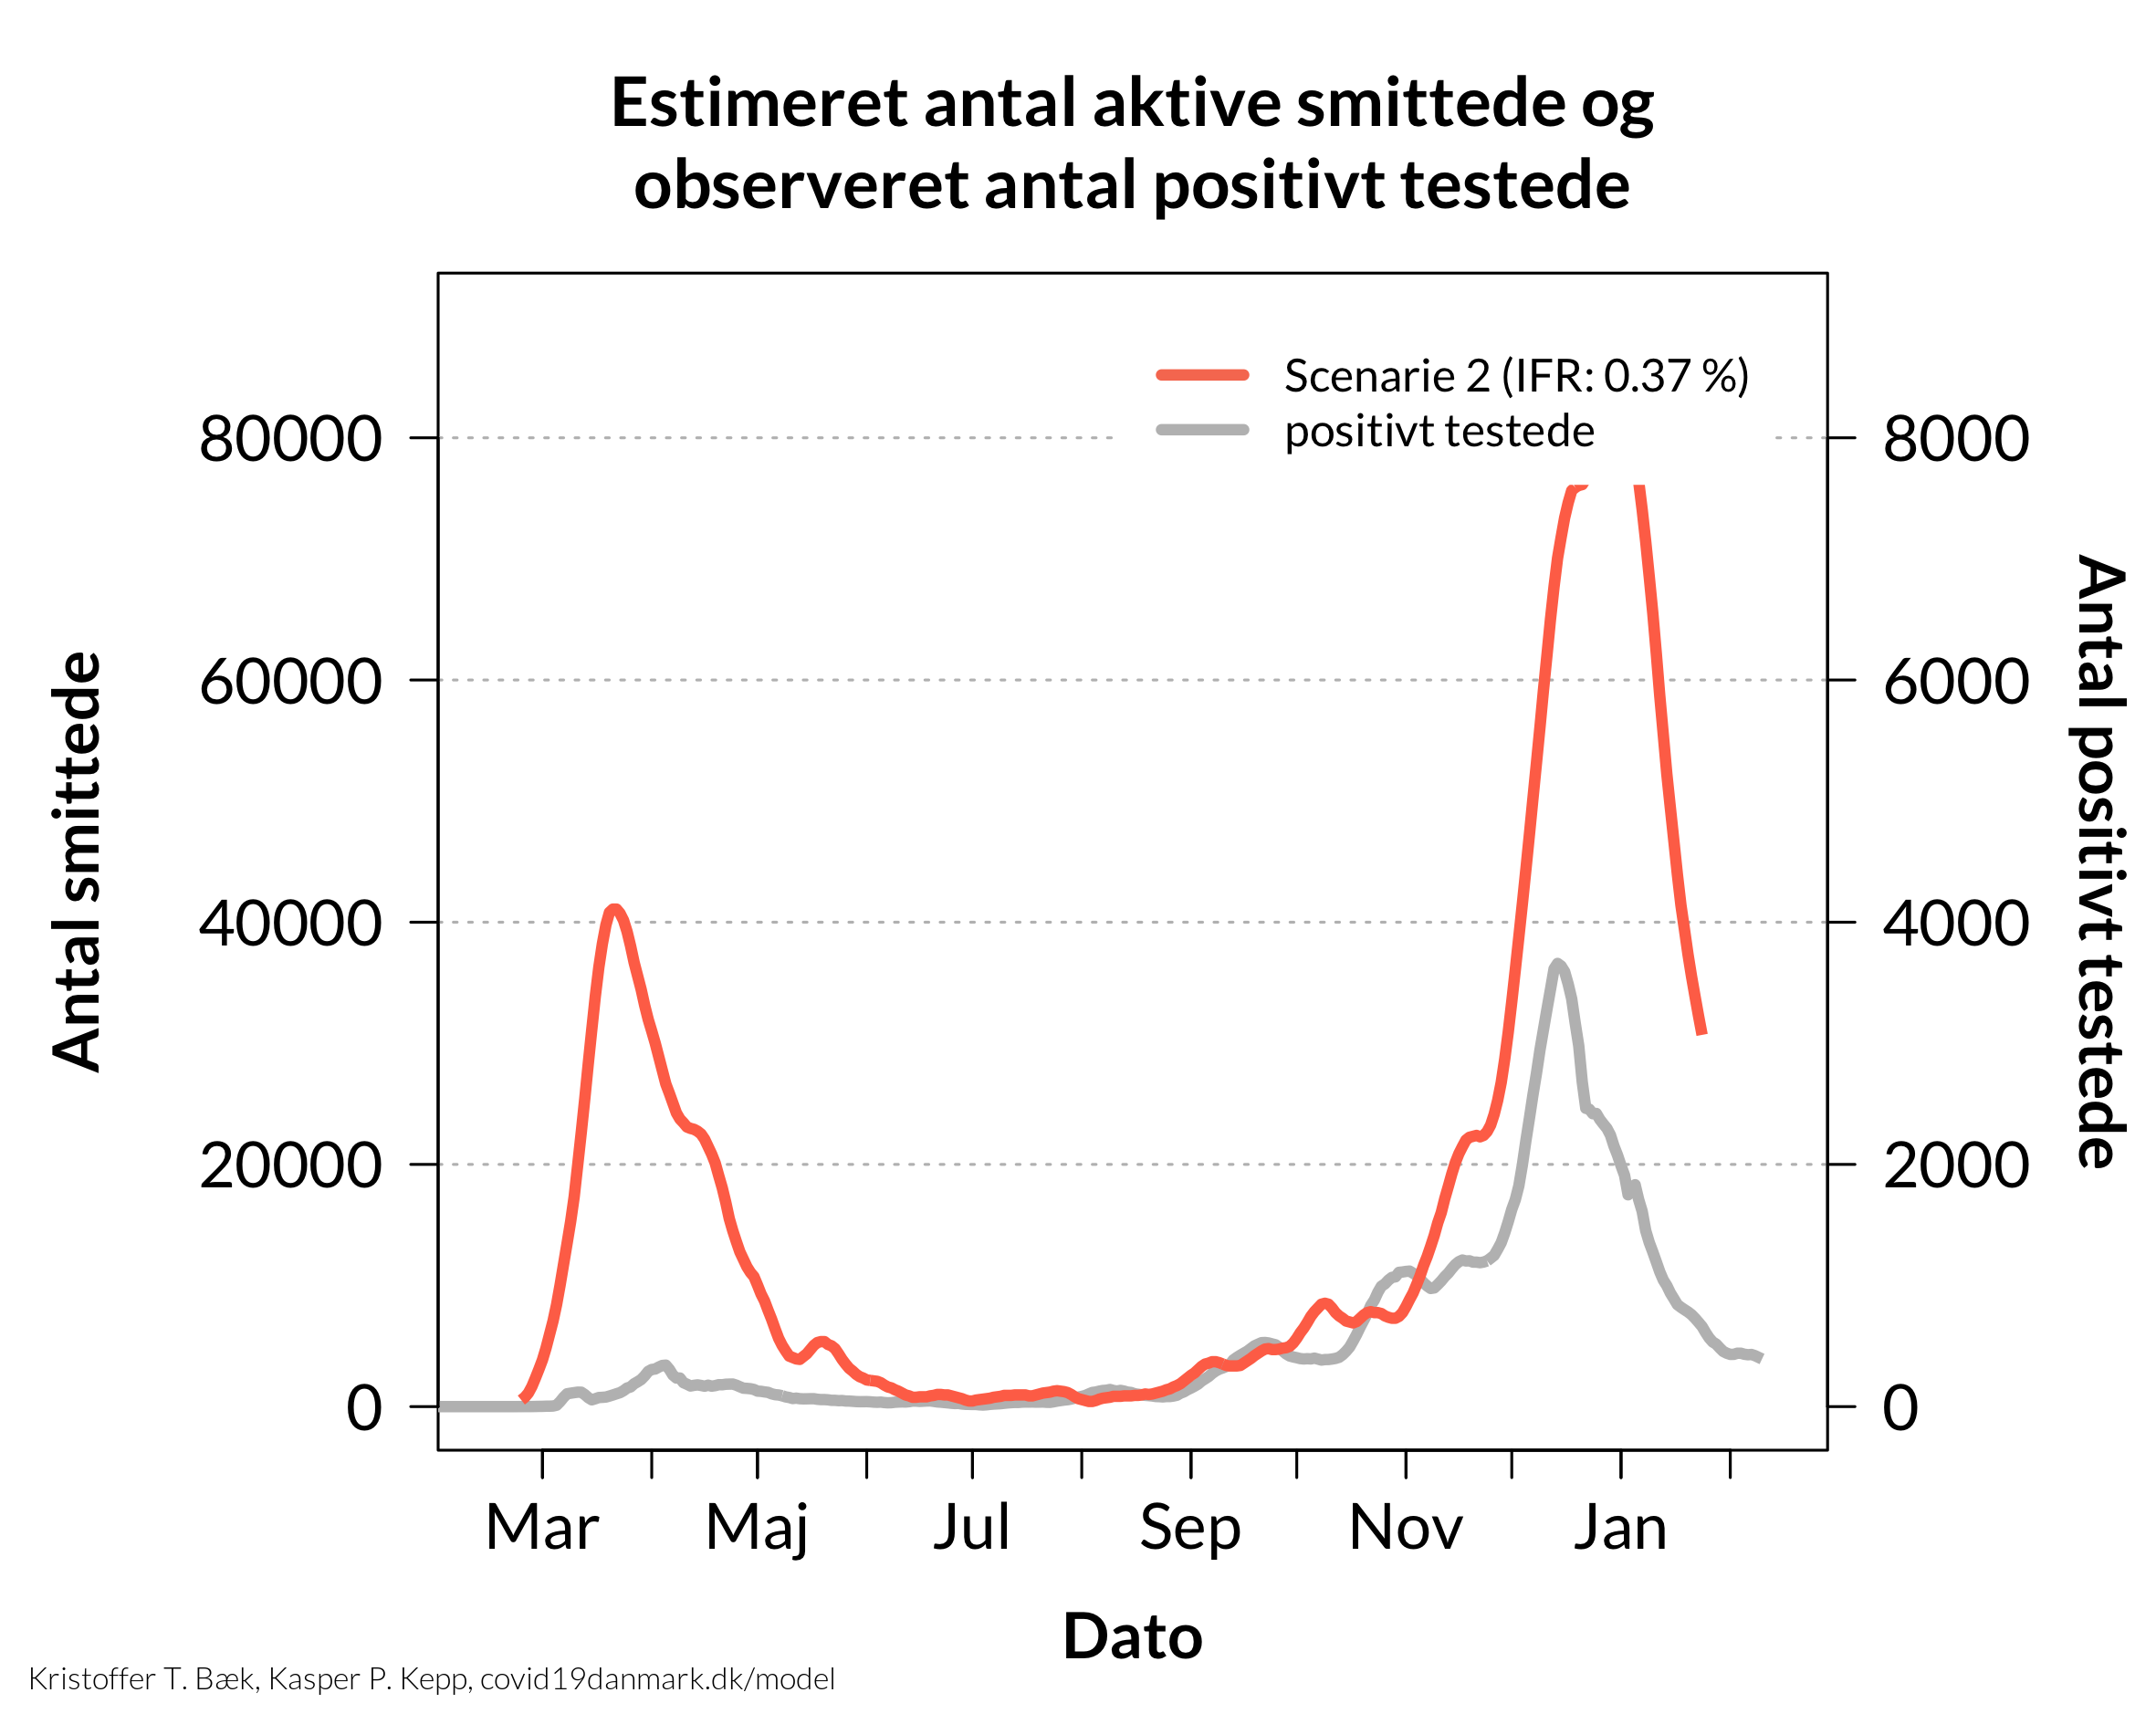 Estimeret antal aktive smittede og
observeret antal positivt testede
Scenarie 2 (IFR: 0.37 %)
positivt testede
Antal smittede
80000
60000
40000
20000
0
8000
6000
4000
2000
0
Antal positivt testede
Mar Maj Jul Sep Nov Jan
Dato
Kristoffer T. Bæk, Kasper P. Kepp, covid19danmark.dk/model